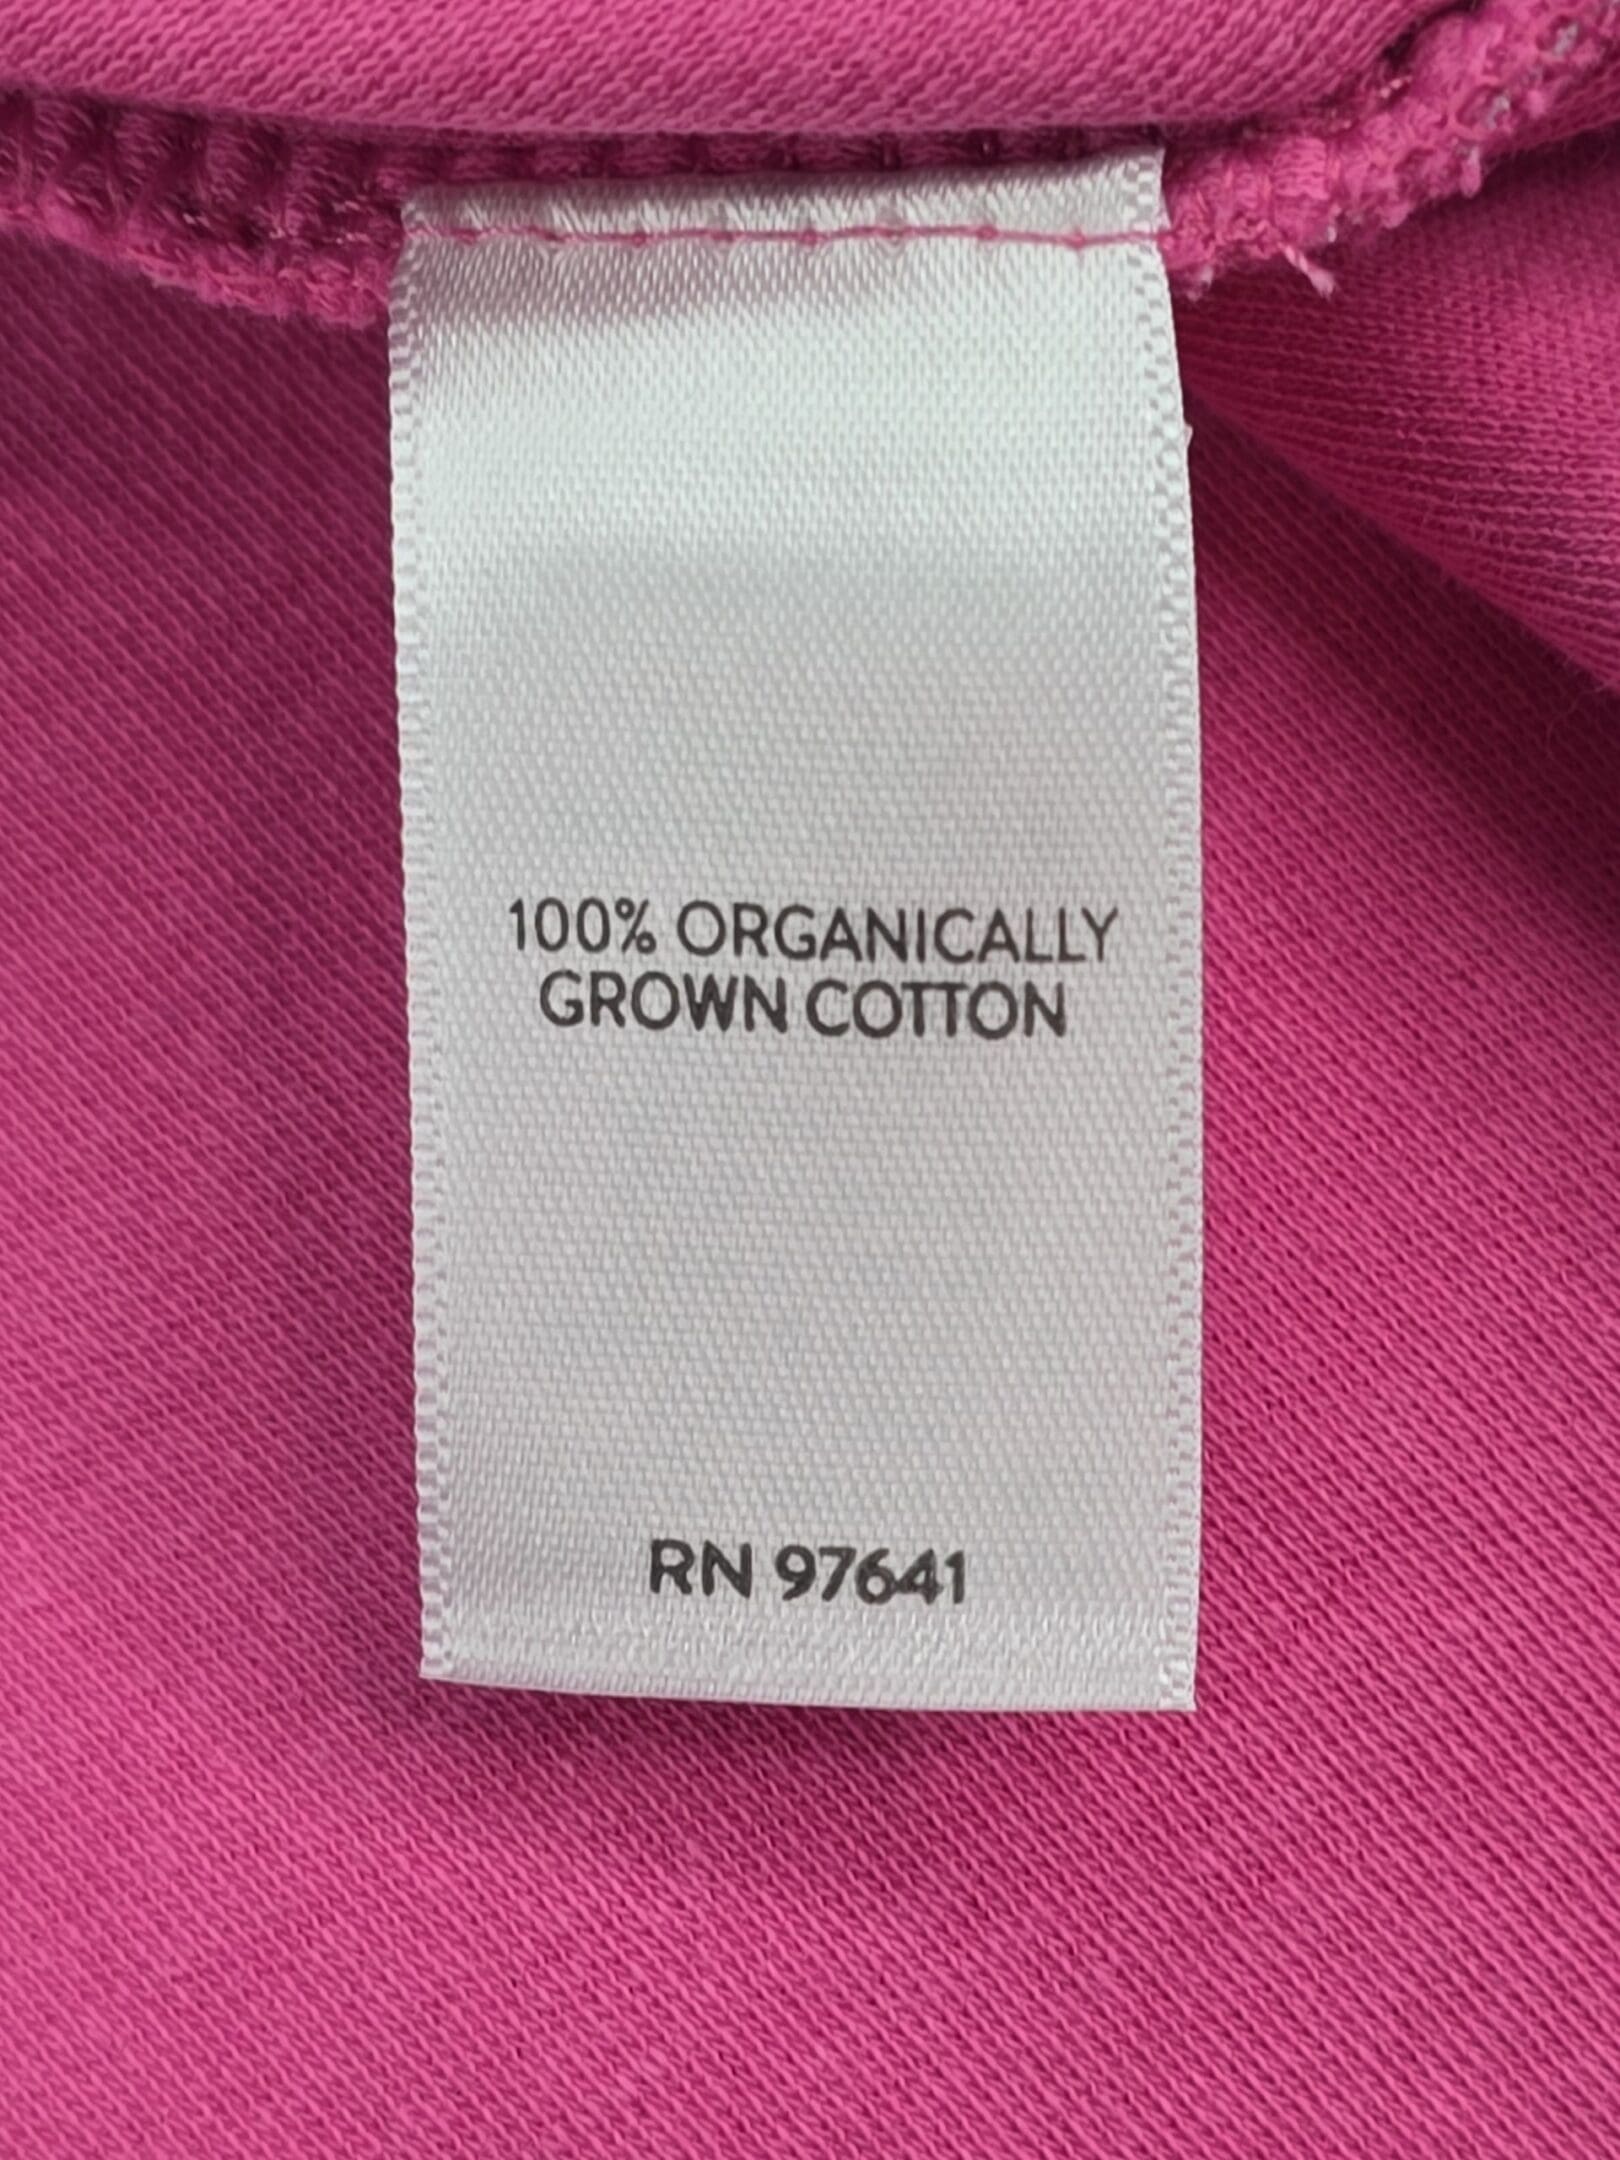 100% ORGANICALLY
GROWN COTTON
RN 97641